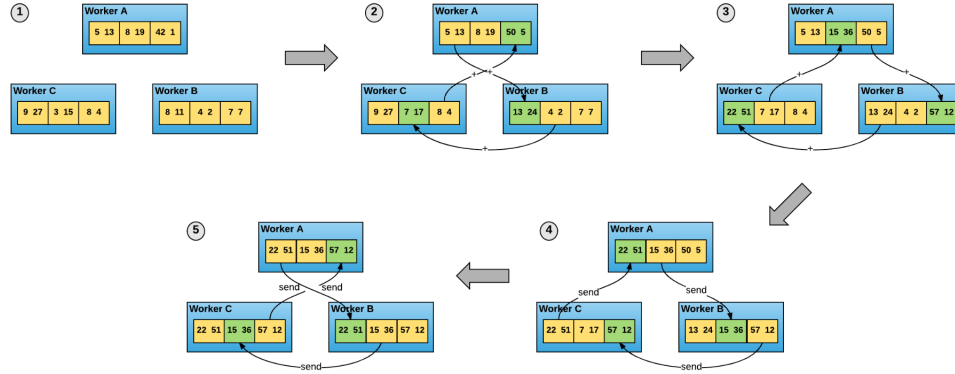 1
Worker A
5 13 8 19 42 1
Worker C
9 27 3 15 8 4
Worker B
8 11 4 2 7 7
2
Worker A
5 13 8 19 50 5
+ +
Worker C
9 27 7 17 8 4
Worker B
13 24 4 2 7 7
+
3
Worker A
5 13 15 36 50 5
+ +
Worker C
22 51 7 17 8 4
Worker B
13 24 4 2 57 12
+
5
Worker A
22 51 15 36 57 12
send send
Worker C
22 51 15 36 57 12
Worker B
22 51 15 36 57 12
send
4
Worker A
22 51 15 36 50 5
send send
Worker C
22 51 7 17 57 12
Worker B
13 24 15 36 57 12
send